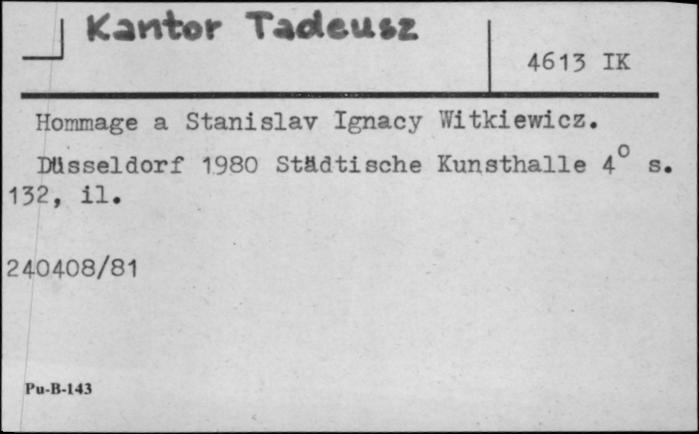 Kantor Tadeusz
4613 IK
Hommage a Stanislav Ignacy Witkiewicz.
Düsseldorf 1980 Städtische Kunsthalle 4° s.
132, il.
240408/81
Pu-B-143